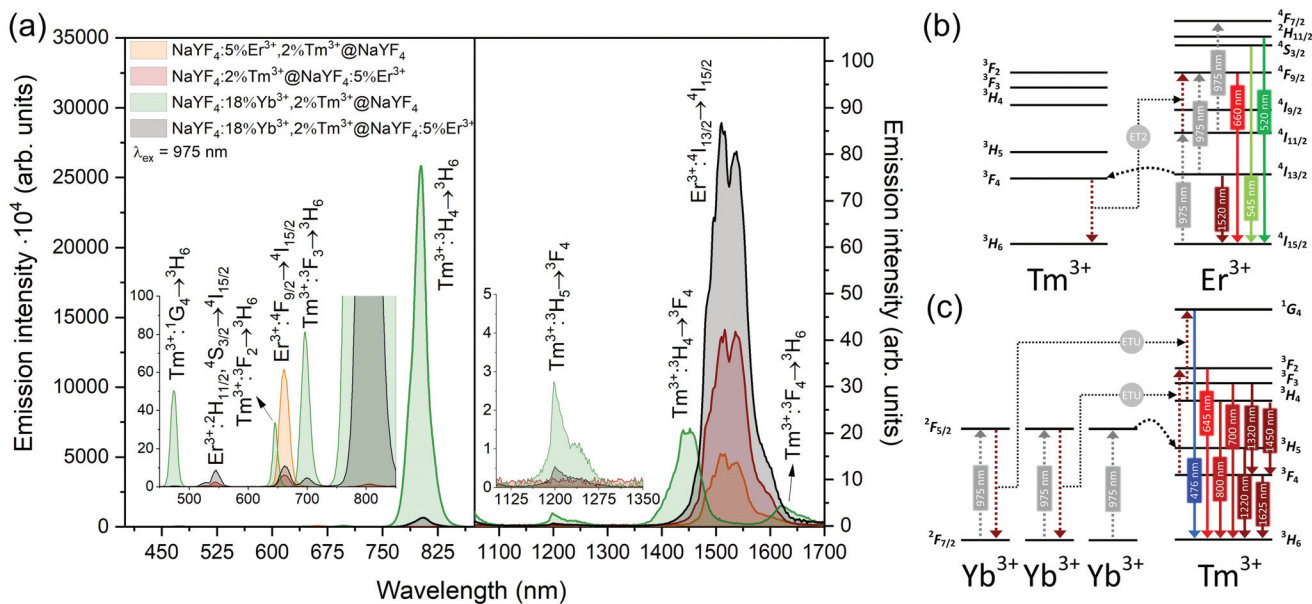 (a)
35000
30000
25000
20000
15000
10000
5000
0
Emission intensity ·10⁴ (arb. units)
NaYF₄:5%Er³⁺,2%Tm³⁺@NaYF₄
NaYF₄:2%Tm³⁺@NaYF₄:5%Er³⁺
NaYF₄:18%Yb³⁺,2%Tm³⁺@NaYF₄
NaYF₄:18%Yb³⁺,2%Tm³⁺@NaYF₄:5%Er³⁺
λex = 975 nm
100
80
60
40
20
0
500
600
700
800
Tm³⁺:¹G₄→³H₆
Er³⁺:²H₁₁/₂,⁴S₃/₂→⁴I₁₅/₂
Tm³⁺:³F₂→³H₆
Er³⁺:⁴F₉/₂→⁴I₁₅/₂
Tm³⁺:³F₃→³H₆
Tm³⁺:³H₄→³H₆
5
4
3
2
1
0
1190
1270
1350
Tm³⁺:³H₅→³F₄
Tm³⁺:³H₄→³F₄
Er³⁺:⁴I₁₃/₂→⁴I₁₅/₂
Tm³⁺:³F₄→³H₆
450
525
600
675
750
825
1100
1200
1300
1400
1500
1600
1700
Wavelength (nm)
100
90
80
70
60
50
40
30
20
10
0
Emission intensity (arb. units)
(b)
³F₂
³F₃
³H₄
³H₅
³F₄
³H₆
Tm³⁺
ET2
975 nm
975 nm
975 nm
1520 nm
660 nm
545 nm
520 nm
⁴F₇/₂
²H₁₁/₂
⁴S₃/₂
⁴F₉/₂
⁴I₉/₂
⁴I₁₁/₂
⁴I₁₃/₂
⁴I₁₅/₂
Er³⁺
(c)
²F₅/₂
²F₇/₂
975 nm
975 nm
975 nm
Yb³⁺
Yb³⁺
Yb³⁺
ETU
ETU
476 nm
645 nm
800 nm
700 nm
1220 nm
1320 nm
1450 nm
1625 nm
¹G₄
³F₂
³F₃
³H₄
³H₅
³F₄
³H₆
Tm³⁺